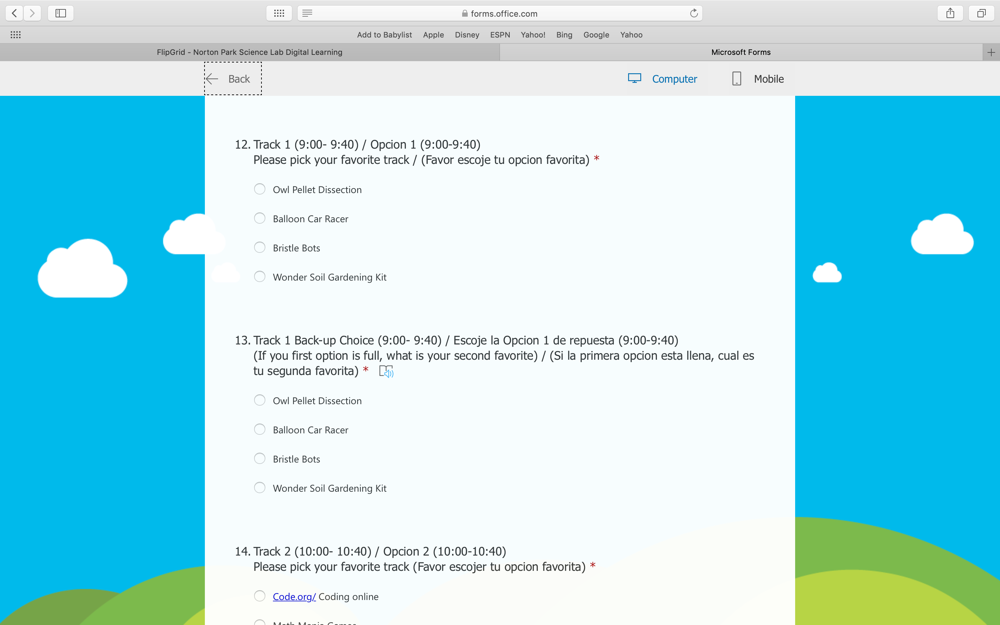 forms.office.com
Add to Babylist Apple Disney ESPN Yahoo! Bing Google Yahoo
FlipGrid - Norton Park Science Lab Digital Learning
Microsoft Forms
Back
Computer
Mobile
12. Track 1 (9:00- 9:40) / Opcion 1 (9:00-9:40)
Please pick your favorite track / (Favor escoje tu opcion favorita) *
Owl Pellet Dissection
Balloon Car Racer
Bristle Bots
Wonder Soil Gardening Kit
13. Track 1 Back-up Choice (9:00- 9:40) / Escoje la Opcion 1 de repuesta (9:00-9:40)
(If you first option is full, what is your second favorite) / (Si la primera opcion esta llena, cual es
tu segunda favorita) *
Owl Pellet Dissection
Balloon Car Racer
Bristle Bots
Wonder Soil Gardening Kit
14. Track 2 (10:00- 10:40) / Opcion 2 (10:00-10:40)
Please pick your favorite track (Favor escojer tu opcion favorita) *
Code.org/ Coding online
Math Mania Games